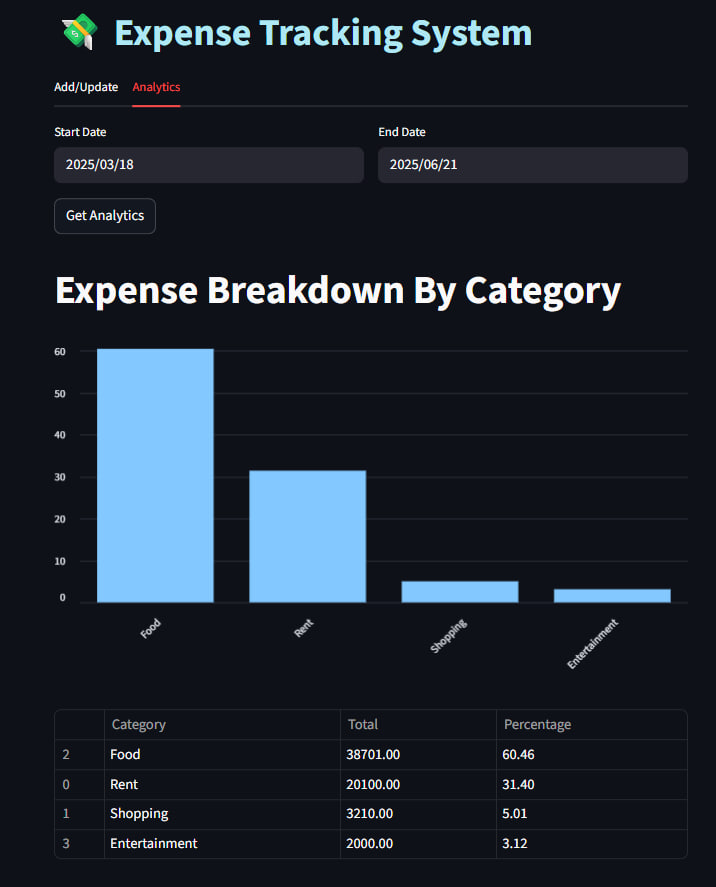 Expense Tracking System
Add/Update Analytics
Start Date End Date
2025/03/18 2025/06/21
Get Analytics
Expense Breakdown By Category
60
50
40
30
20
10
0
Food Rent Shopping Entertainment
Category Total Percentage
2 Food 38701.00 60.46
0 Rent 20100.00 31.40
1 Shopping 3210.00 5.01
3 Entertainment 2000.00 3.12